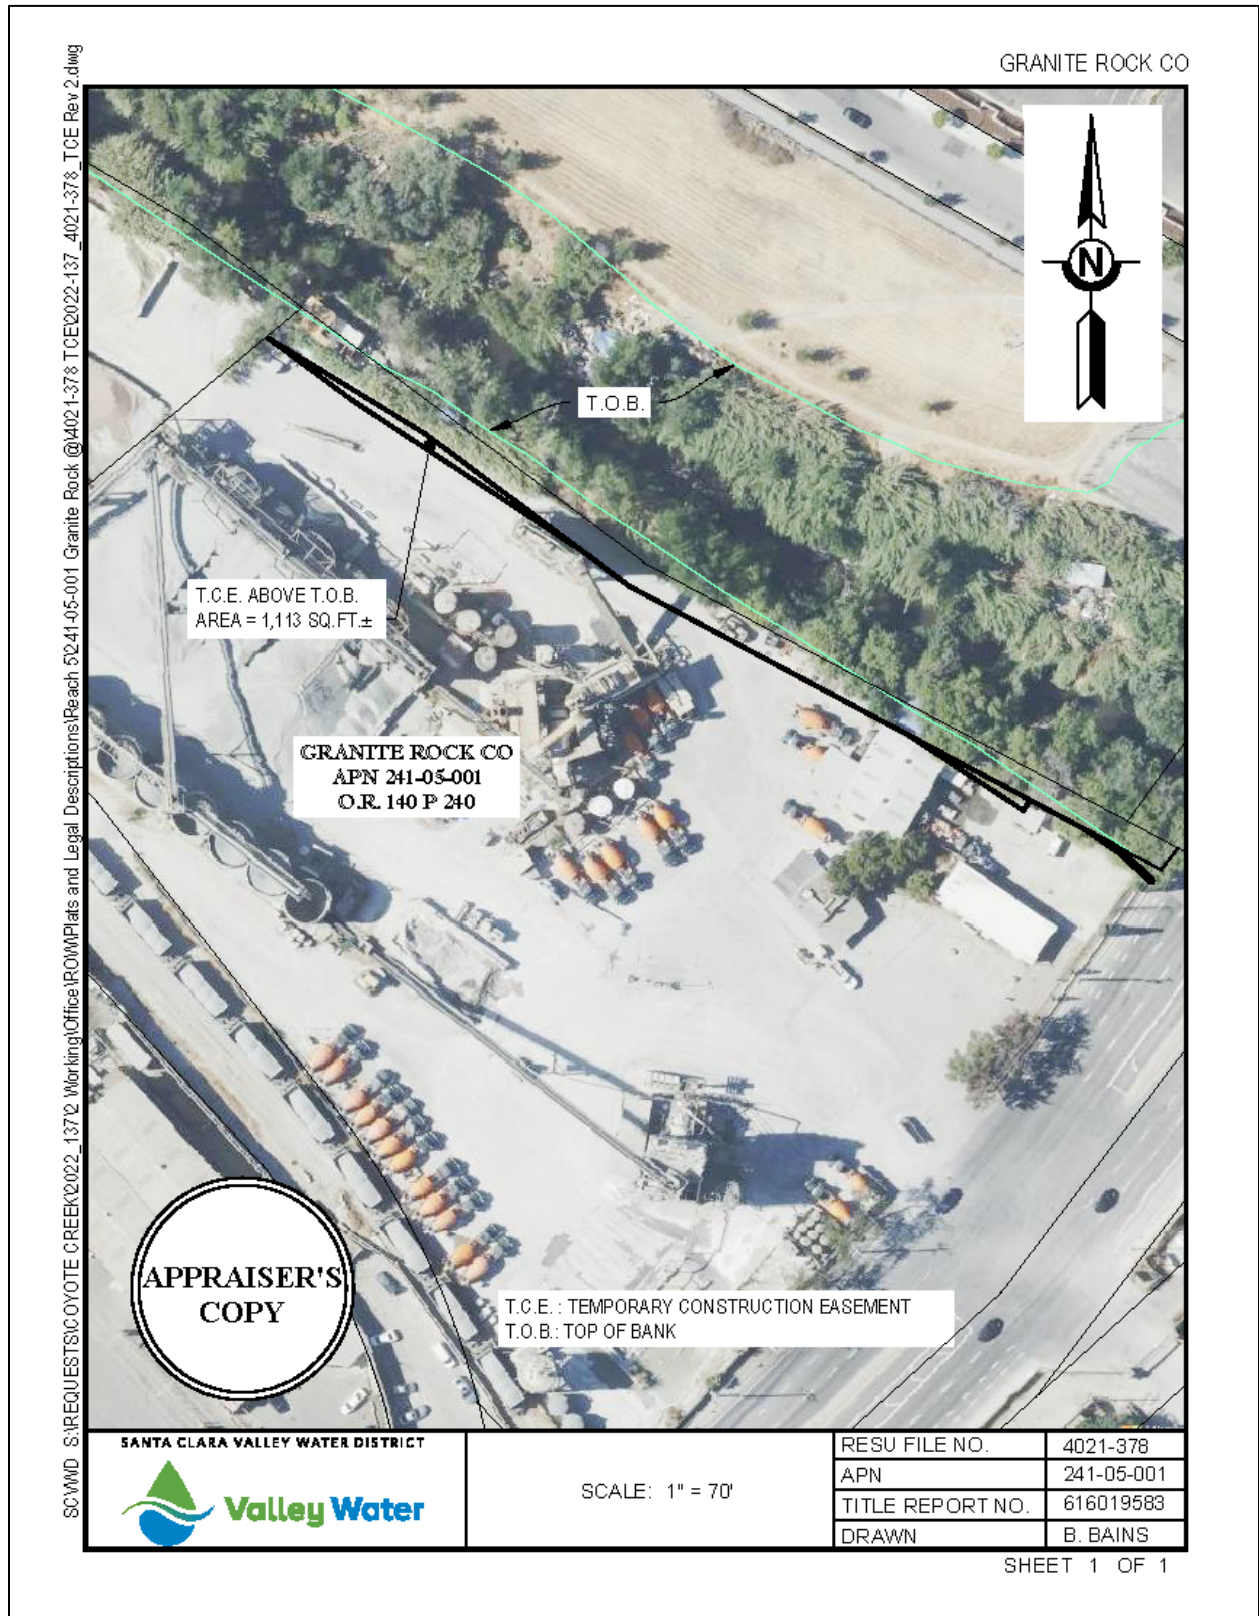 GRANITE ROCK CO
SCVWD S:\REQUESTS\COYOTE CREEK\2022_137\2 Working\Office\ROW\Plats and Legal Descriptions\Reach 5\241-05-001 Granite Rock @\4021-378 TCE\2022-137_4021-378_TCE Rev 2.dwg
N
T.O.B.
T.C.E. ABOVE T.O.B.
AREA = 1,113 SQ.FT.±
GRANITE ROCK CO
APN 241-05-001
O.R. 140 P 240
APPRAISER'S
COPY
T.C.E. : TEMPORARY CONSTRUCTION EASEMENT
T.O.B.: TOP OF BANK
SANTA CLARA VALLEY WATER DISTRICT
Valley Water
SCALE: 1" = 70'
RESU FILE NO. 4021-378
APN 241-05-001
TITLE REPORT NO. 616019583
DRAWN B. BAINS
SHEET 1 OF 1